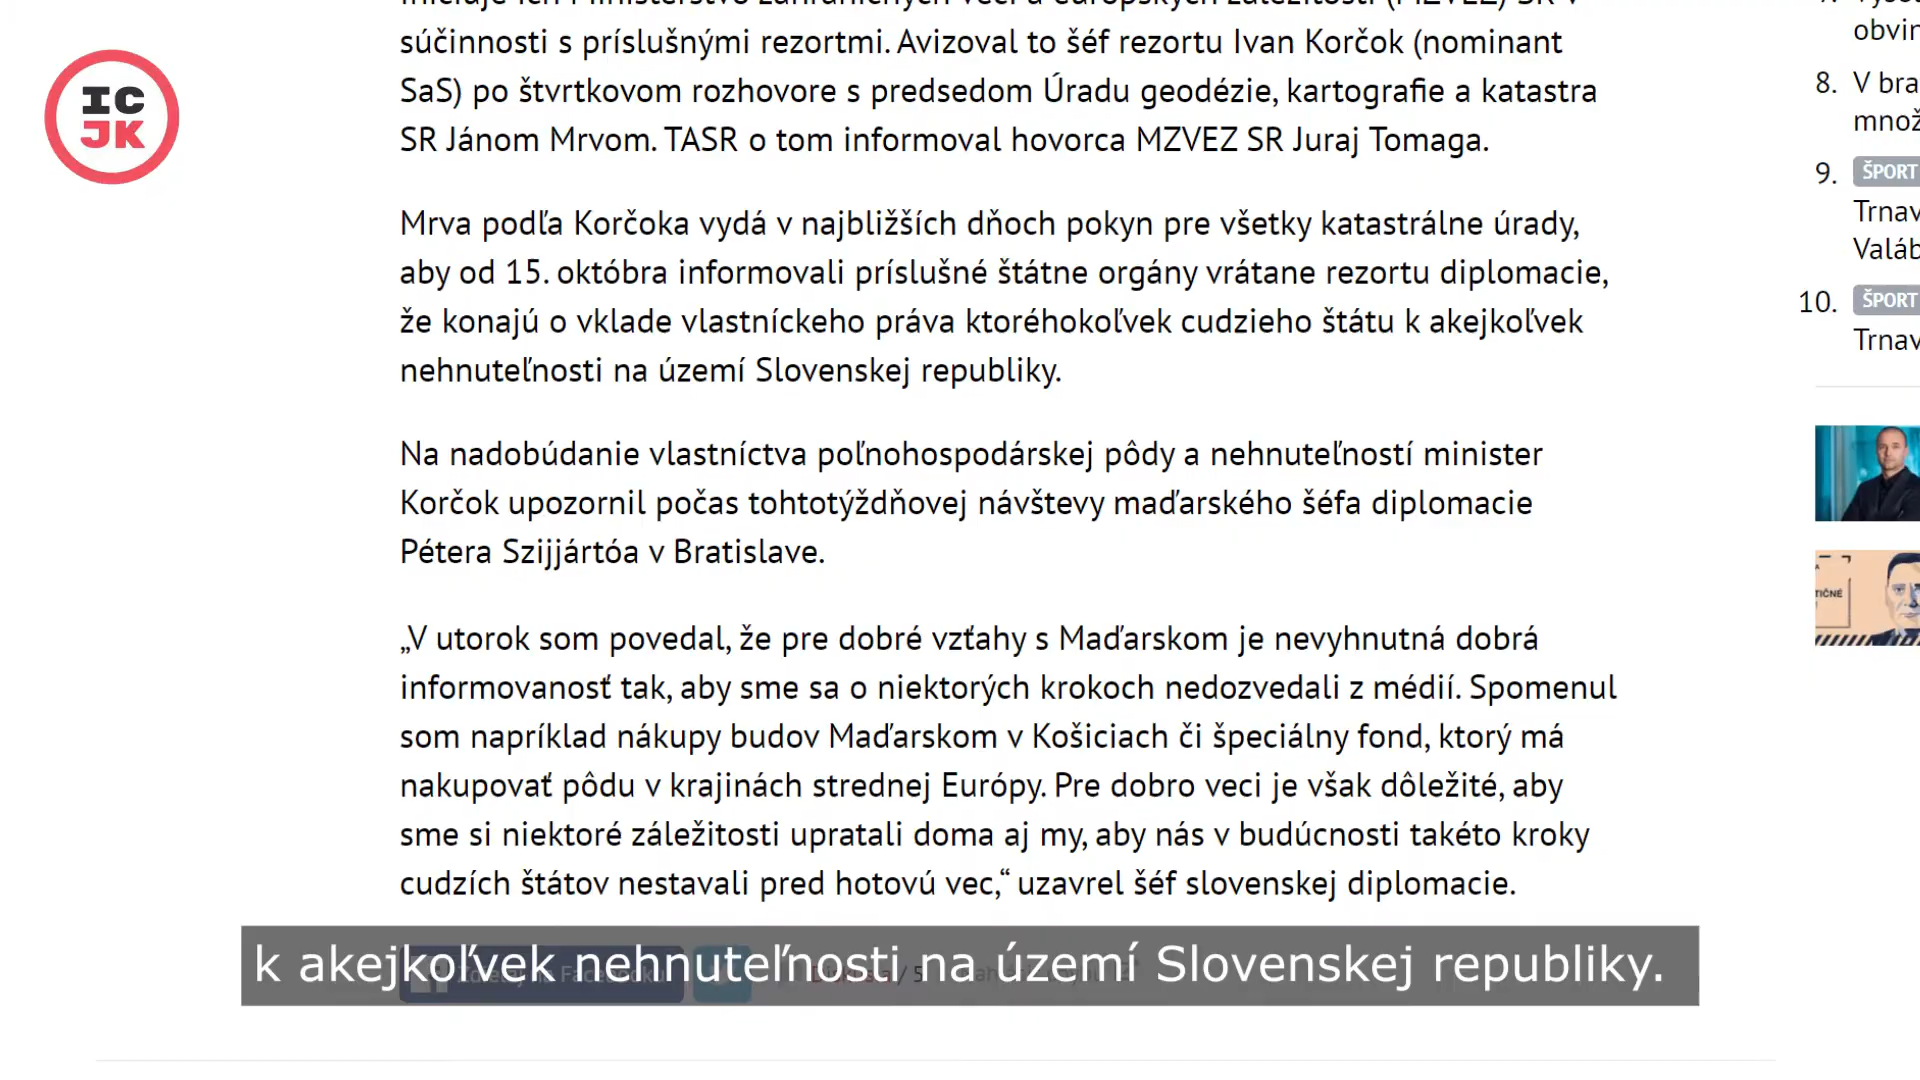 IC
JK
súčinnosti s príslušnými rezortmi. Avizoval to šéf rezortu Ivan Korčok (nominant
SaS) po štvrtkovom rozhovore s predsedom Úradu geodézie, kartografie a katastra
SR Jánom Mrvom. TASR o tom informoval hovorca MZVEZ SR Juraj Tomaga.
Mrva podľa Korčoka vydá v najbližších dňoch pokyn pre všetky katastrálne úrady,
aby od 15. októbra informovali príslušné štátne orgány vrátane rezortu diplomacie,
že konajú o vklade vlastníckeho práva ktoréhokoľvek cudzieho štátu k akejkoľvek
nehnuteľnosti na území Slovenskej republiky.
Na nadobúdanie vlastníctva poľnohospodárskej pôdy a nehnuteľností minister
Korčok upozornil počas tohtotýždňovej návštevy maďarského šéfa diplomacie
Pétera Szijjártóa v Bratislave.
„V utorok som povedal, že pre dobré vzťahy s Maďarskom je nevyhnutná dobrá
informovanosť tak, aby sme sa o niektorých krokoch nedozvedali z médií. Spomenul
som napríklad nákupy budov Maďarskom v Košiciach či špeciálny fond, ktorý má
nakupovať pôdu v krajinách strednej Európy. Pre dobro veci je však dôležité, aby
sme si niektoré záležitosti upratali doma aj my, aby nás v budúcnosti takéto kroky
cudzích štátov nestavali pred hotovú vec,“ uzavrel šéf slovenskej diplomacie.
k akejkoľvek nehnuteľnosti na území Slovenskej republiky.
8. V bra
množ
9. ŠPORT
Trnav
Valáb
10. ŠPORT
Trnav